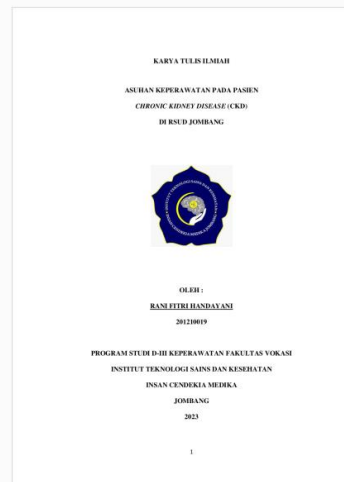 KARYA TULIS ILMIAH
ASUHAN KEPERAWATAN PADA PASIEN
CHRONIC KIDNEY DISEASE (CKD)
DI RSUD JOMBANG
OLEH :
RANI FITRI HANDAYANI
201210019
PROGRAM STUDI D-III KEPERAWATAN FAKULTAS VOKASI
INSTITUT TEKNOLOGI SAINS DAN KESEHATAN
INSAN CENDEKIA MEDIKA
JOMBANG
2023
1